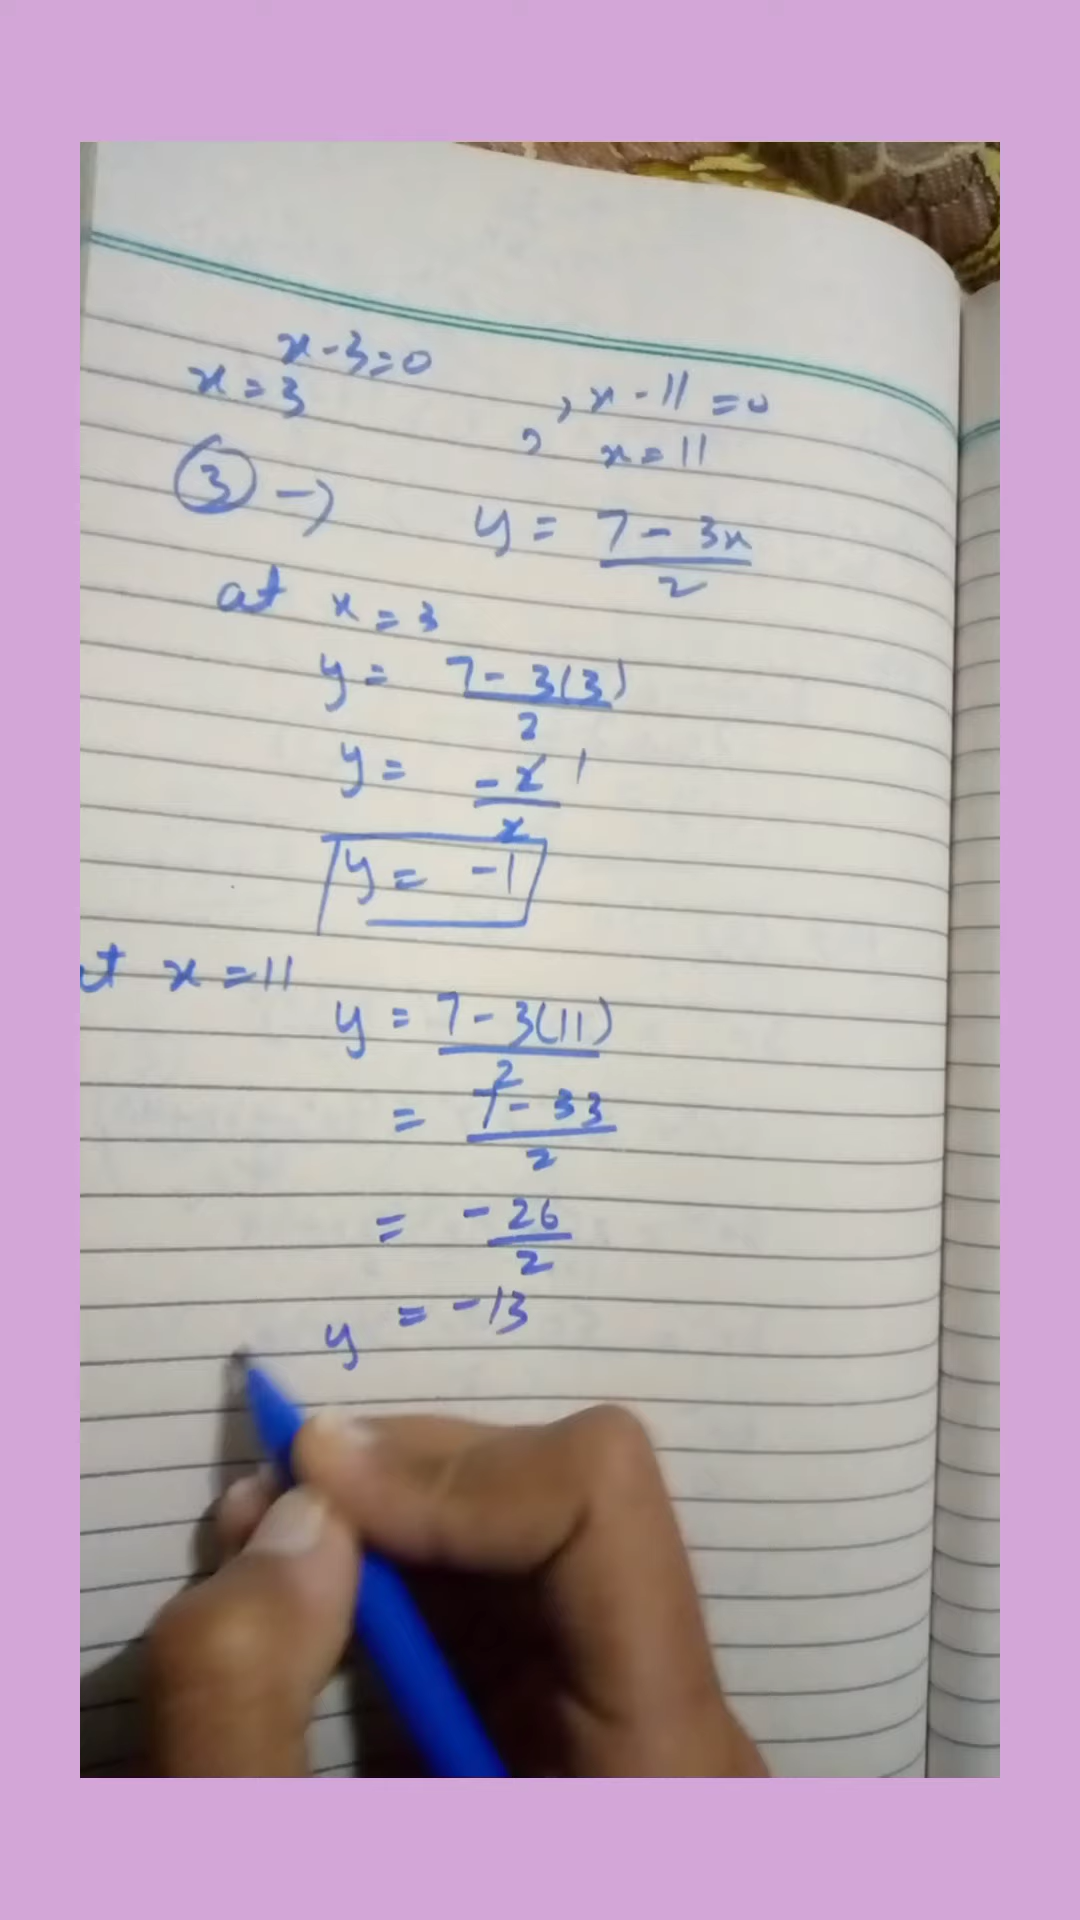 x - 3 = 0
x = 3
, x - 11 = 0
, x = 11
3 → y = 7 - 3x / 2
at x = 3
y = 7 - 3(3) / 2
y = -2 1 / 2
y = -1
at x = 11
y = 7 - 3(11) / 2
= 7 - 33 / 2
= -26 / 2
y = -13